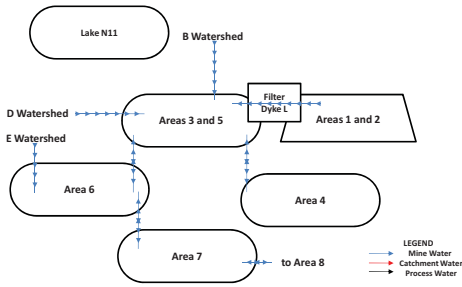 Lake N11
B Watershed
Filter
Dyke L
D Watershed
Areas 3 and 5
Areas 1 and 2
E Watershed
Area 6
Area 4
Area 7
to Area 8
LEGEND
Mine Water
Catchment Water
Process Water